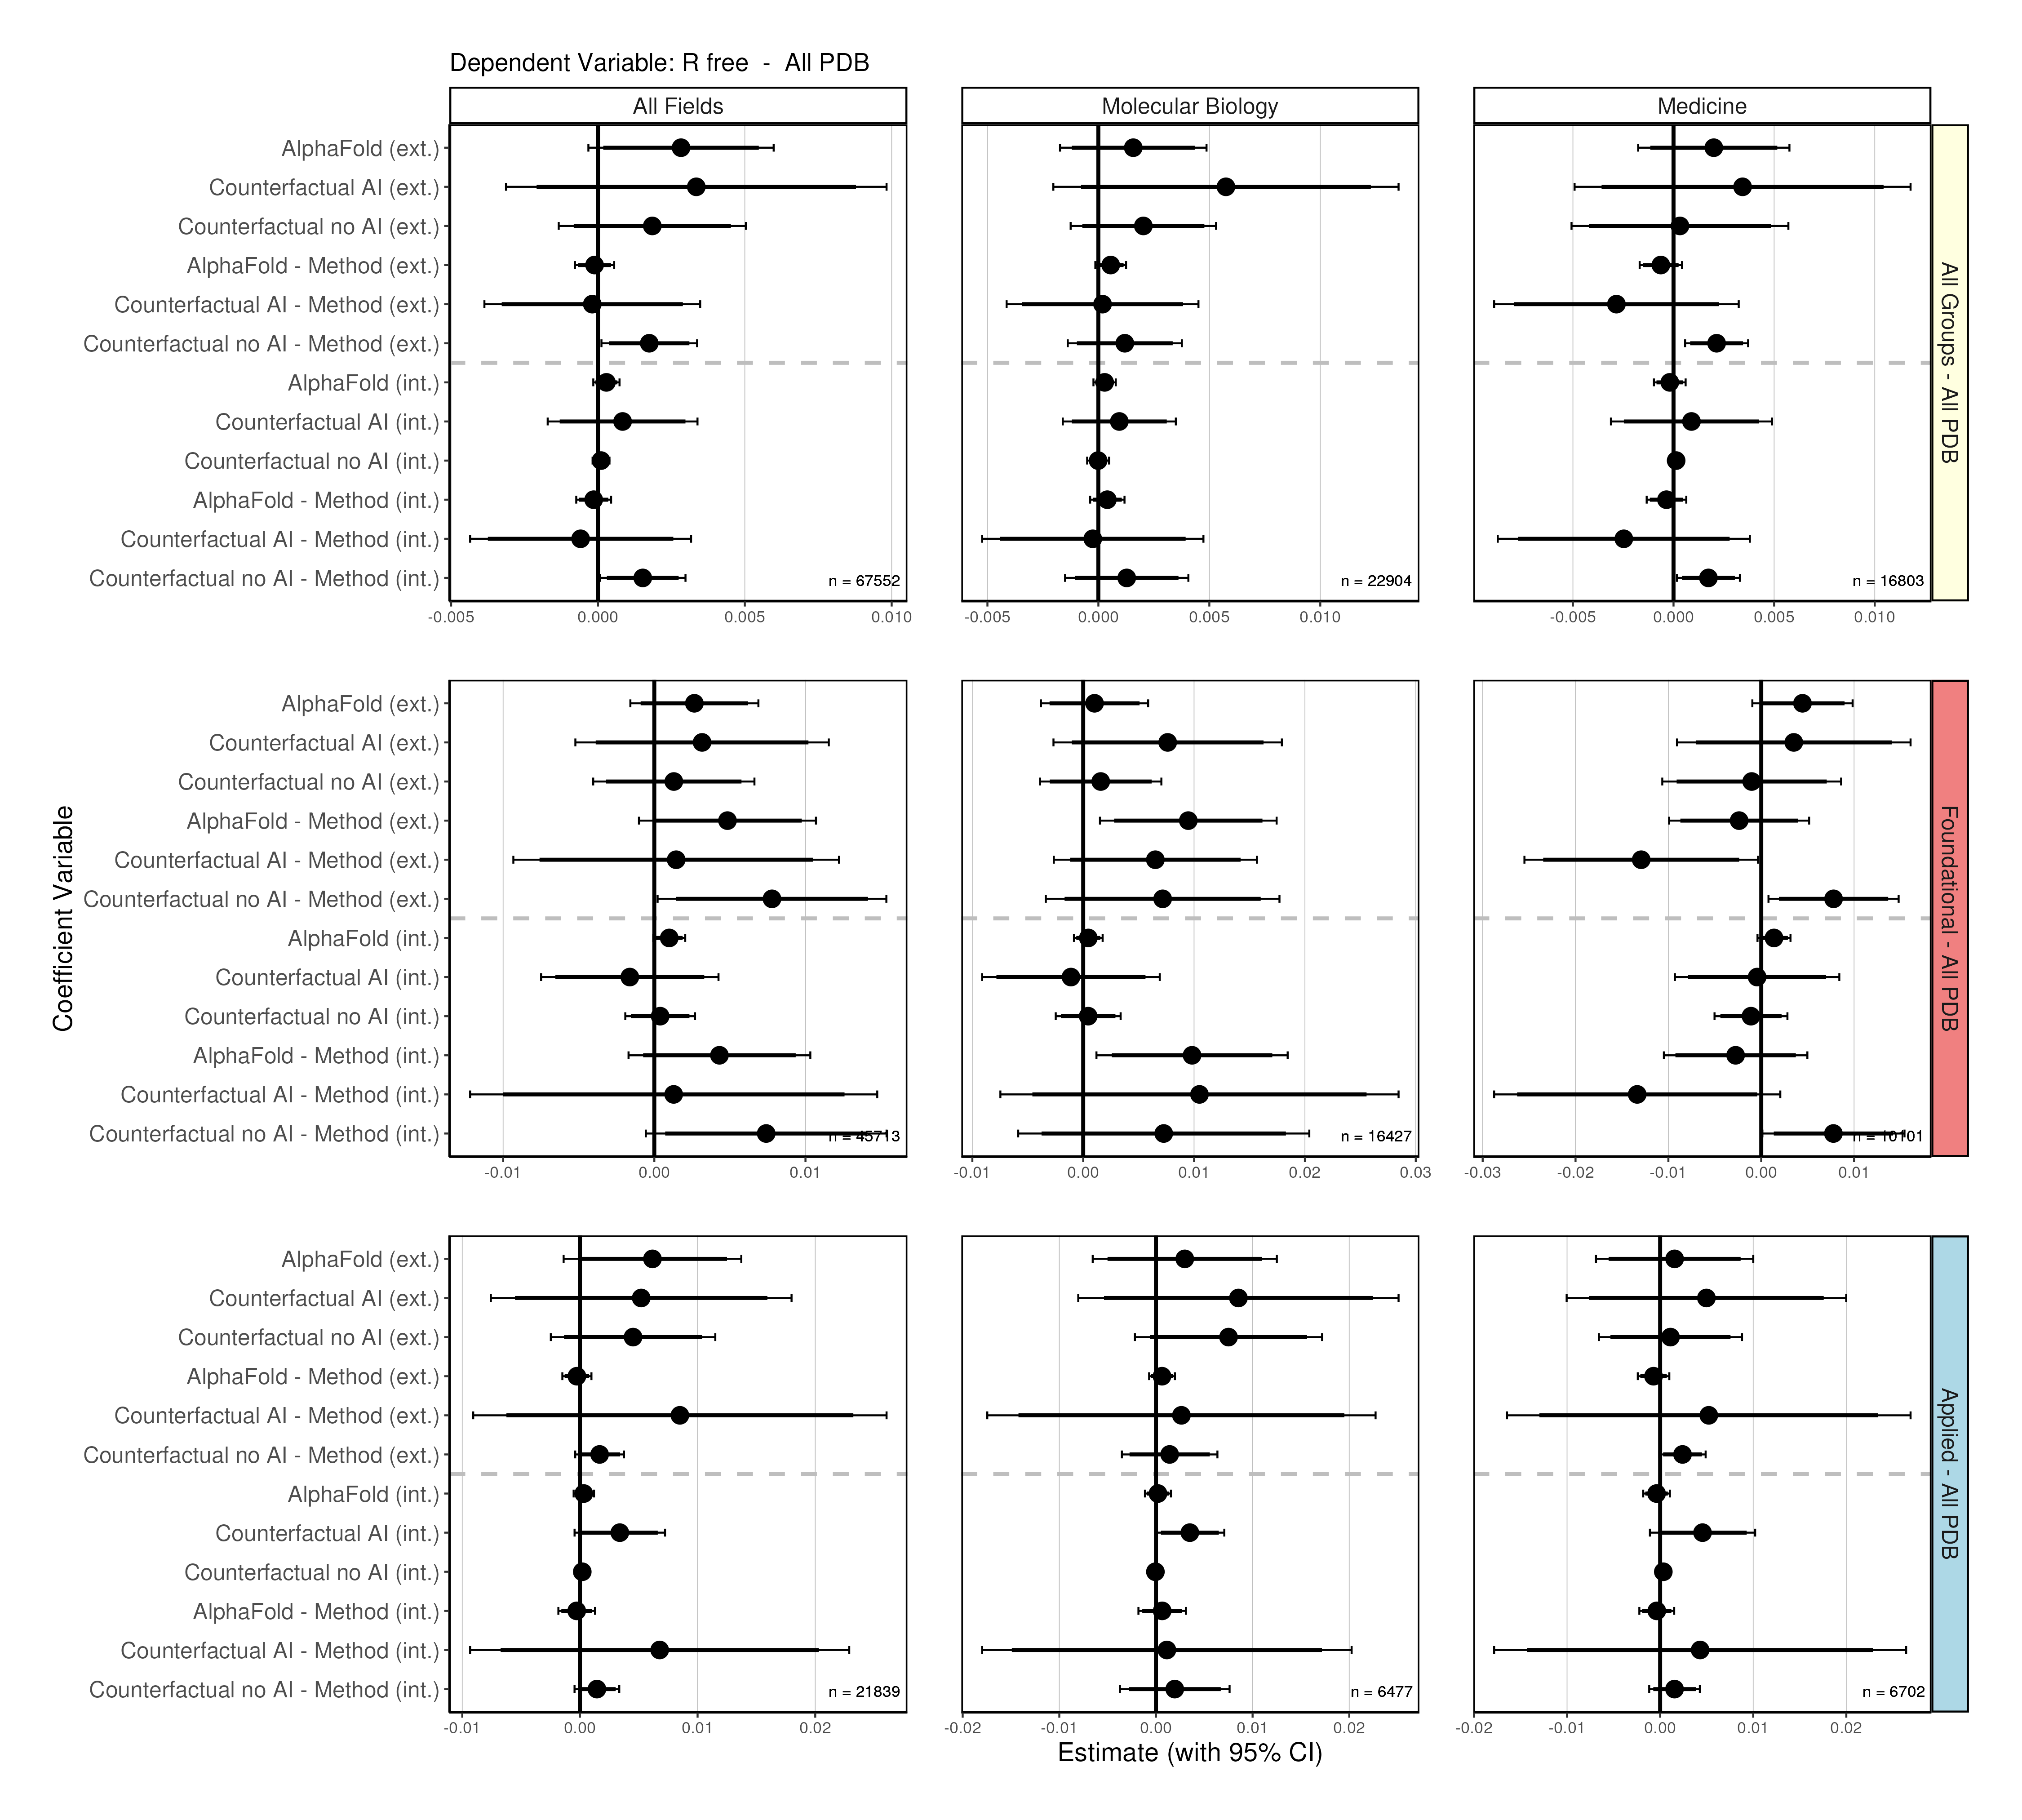 Dependent Variable: R free - All PDB
All Fields
Molecular Biology
Medicine
AlphaFold (ext.)
Counterfactual AI (ext.)
Counterfactual no AI (ext.)
AlphaFold - Method (ext.)
Counterfactual AI - Method (ext.)
Counterfactual no AI - Method (ext.)
AlphaFold (int.)
Counterfactual AI (int.)
Counterfactual no AI (int.)
AlphaFold - Method (int.)
Counterfactual AI - Method (int.)
Counterfactual no AI - Method (int.)
n = 67552
n = 22904
n = 16803
All Groups - All PDB
-0.005 0.000 0.005 0.010
-0.005 0.000 0.005 0.010
-0.005 0.000 0.005 0.010
Coefficient Variable
AlphaFold (ext.)
Counterfactual AI (ext.)
Counterfactual no AI (ext.)
AlphaFold - Method (ext.)
Counterfactual AI - Method (ext.)
Counterfactual no AI - Method (ext.)
AlphaFold (int.)
Counterfactual AI (int.)
Counterfactual no AI (int.)
AlphaFold - Method (int.)
Counterfactual AI - Method (int.)
Counterfactual no AI - Method (int.)
n = 45713
n = 16427
n = 10101
Foundational - All PDB
-0.01 0.00 0.01
-0.01 0.00 0.01 0.02 0.03
-0.03 -0.02 -0.01 0.00 0.01
AlphaFold (ext.)
Counterfactual AI (ext.)
Counterfactual no AI (ext.)
AlphaFold - Method (ext.)
Counterfactual AI - Method (ext.)
Counterfactual no AI - Method (ext.)
AlphaFold (int.)
Counterfactual AI (int.)
Counterfactual no AI (int.)
AlphaFold - Method (int.)
Counterfactual AI - Method (int.)
Counterfactual no AI - Method (int.)
n = 21839
n = 6477
n = 6702
Applied - All PDB
-0.01 0.00 0.01 0.02
-0.02 -0.01 0.00 0.01 0.02
-0.02 -0.01 0.00 0.01 0.02
Estimate (with 95% CI)